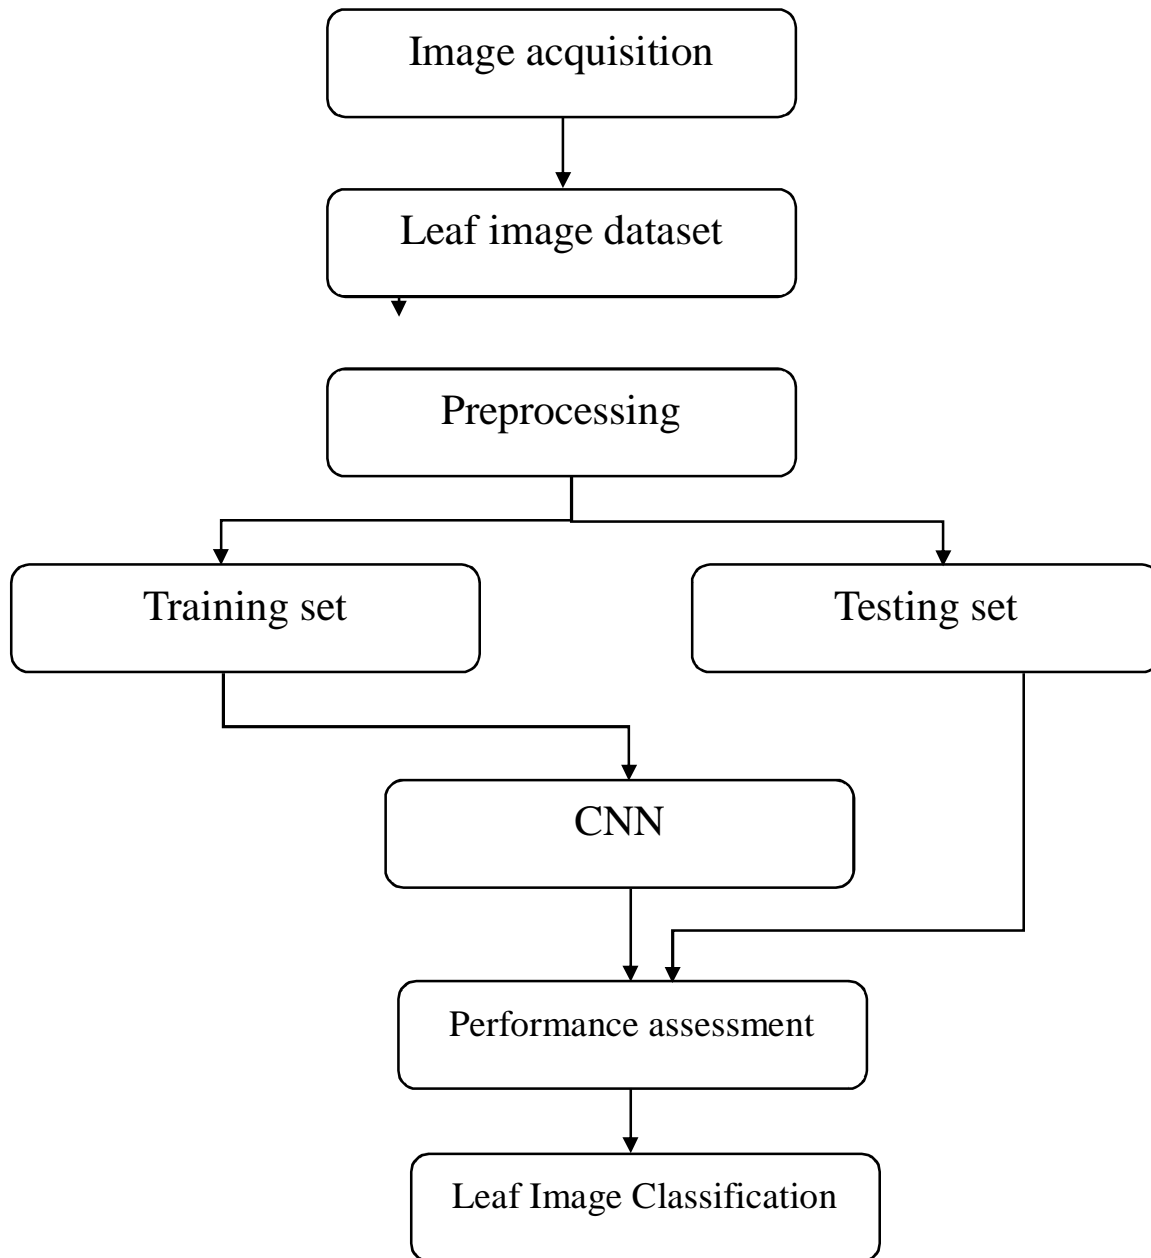 Image acquisition
Leaf image dataset
Preprocessing
Training set
Testing set
CNN
Performance assessment
Leaf Image Classification